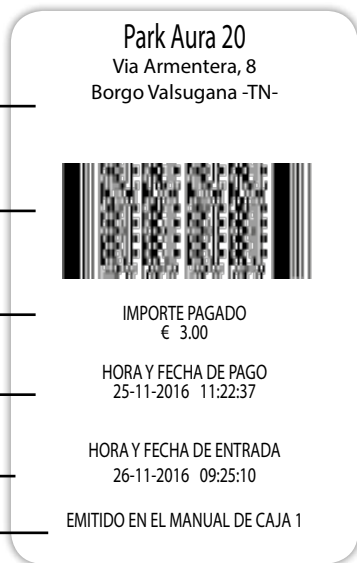 Park Aura 20
Via Armentera, 8
Borgo Valsugana -TN-
IMPORTE PAGADO
€ 3.00
HORA Y FECHA DE PAGO
25-11-2016 11:22:37
HORA Y FECHA DE ENTRADA
26-11-2016 09:25:10
EMITIDO EN EL MANUAL DE CAJA 1